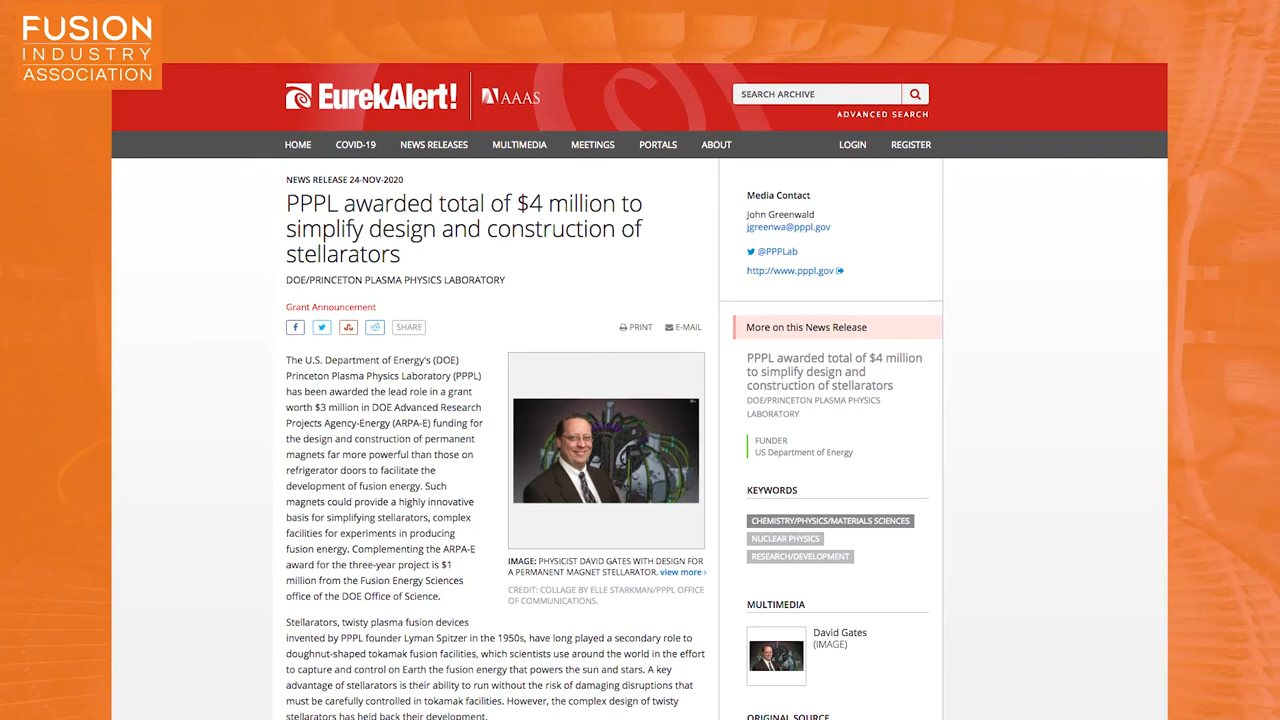 FUSION
INDUSTRY
ASSOCIATION
EurekAlert!
AAAS
SEARCH ARCHIVE
ADVANCED SEARCH
HOME COVID-19 NEWS RELEASES MULTIMEDIA MEETINGS PORTALS ABOUT LOGIN REGISTER
NEWS RELEASE 24-NOV-2020
PPPL awarded total of $4 million to
simplify design and construction of
stellarators
DOE/PRINCETON PLASMA PHYSICS LABORATORY
Grant Announcement
SHARE
PRINT E-MAIL
The U.S. Department of Energy's (DOE)
Princeton Plasma Physics Laboratory (PPPL)
has been awarded the lead role in a grant
worth $3 million in DOE Advanced Research
Projects Agency-Energy (ARPA-E) funding for
the design and construction of permanent
magnets far more powerful than those on
refrigerator doors to facilitate the
development of fusion energy. Such
magnets could provide a highly innovative
basis for simplifying stellarators, complex
facilities for experiments in producing
fusion energy. Complementing the ARPA-E
award for the three-year project is $1
million from the Fusion Energy Sciences
office of the DOE Office of Science.
IMAGE: PHYSICIST DAVID GATES WITH DESIGN FOR
A PERMANENT MAGNET STELLARATOR. view more ›
CREDIT: COLLAGE BY ELLE STARKMAN/PPPL OFFICE
OF COMMUNICATIONS.
Stellarators, twisty plasma fusion devices
invented by PPPL founder Lyman Spitzer in the 1950s, have long played a secondary role to
doughnut-shaped tokamak fusion facilities, which scientists use around the world in the effort
to capture and control on Earth the fusion energy that powers the sun and stars. A key
advantage of stellarators is their ability to run without the risk of damaging disruptions that
must be carefully controlled in tokamak facilities. However, the complex design of twisty
stellarators has held back their development.
Media Contact
John Greenwald
jgreenwa@pppl.gov
@PPPLab
http://www.pppl.gov
More on this News Release
PPPL awarded total of $4 million
to simplify design and
construction of stellarators
DOE/PRINCETON PLASMA PHYSICS
LABORATORY
FUNDER
US Department of Energy
KEYWORDS
CHEMISTRY/PHYSICS/MATERIALS SCIENCES
NUCLEAR PHYSICS
RESEARCH/DEVELOPMENT
MULTIMEDIA
David Gates
(IMAGE)
ORIGINAL SOURCE